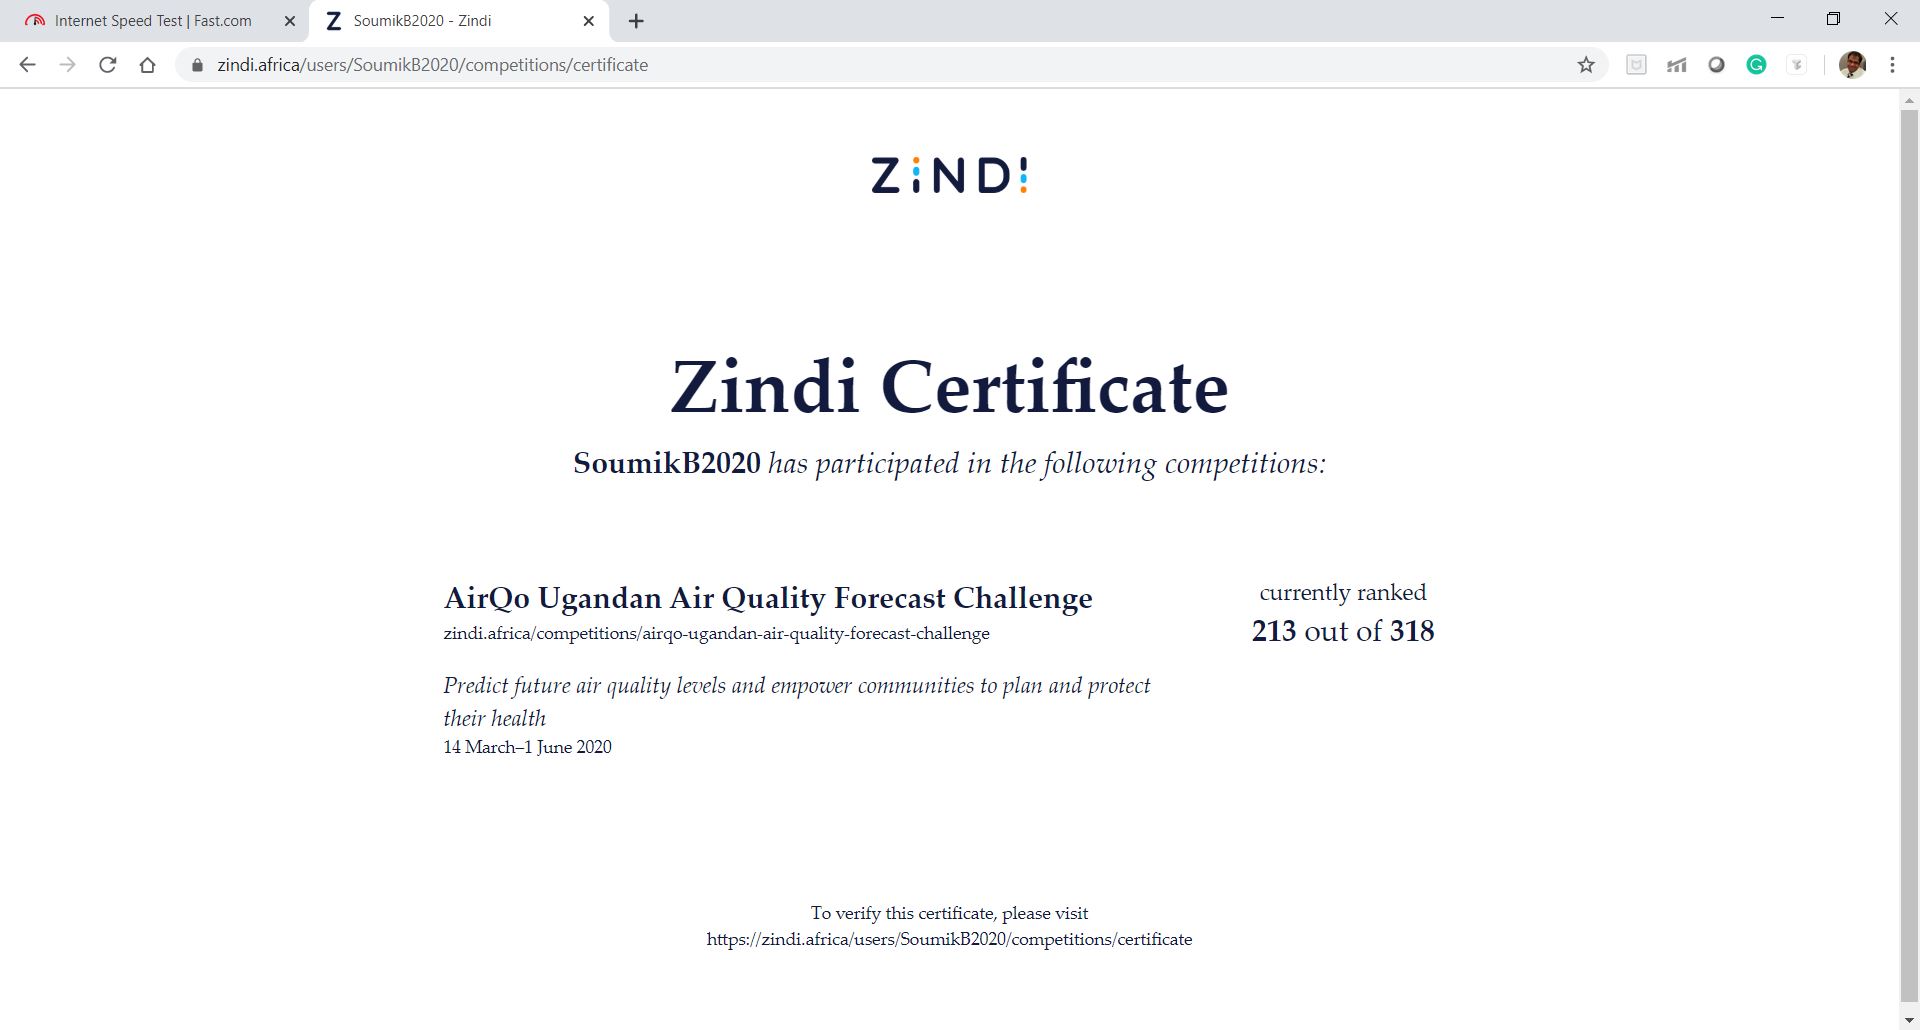 Internet Speed Test | Fast.com
SoumikB2020 - Zindi
zindi.africa/users/SoumikB2020/competitions/certificate
ZINDI
Zindi Certificate
SoumikB2020 has participated in the following competitions:
AirQo Ugandan Air Quality Forecast Challenge
zindi.africa/competitions/airqo-ugandan-air-quality-forecast-challenge
currently ranked
213 out of 318
Predict future air quality levels and empower communities to plan and protect
their health
14 March–1 June 2020
To verify this certificate, please visit
https://zindi.africa/users/SoumikB2020/competitions/certificate